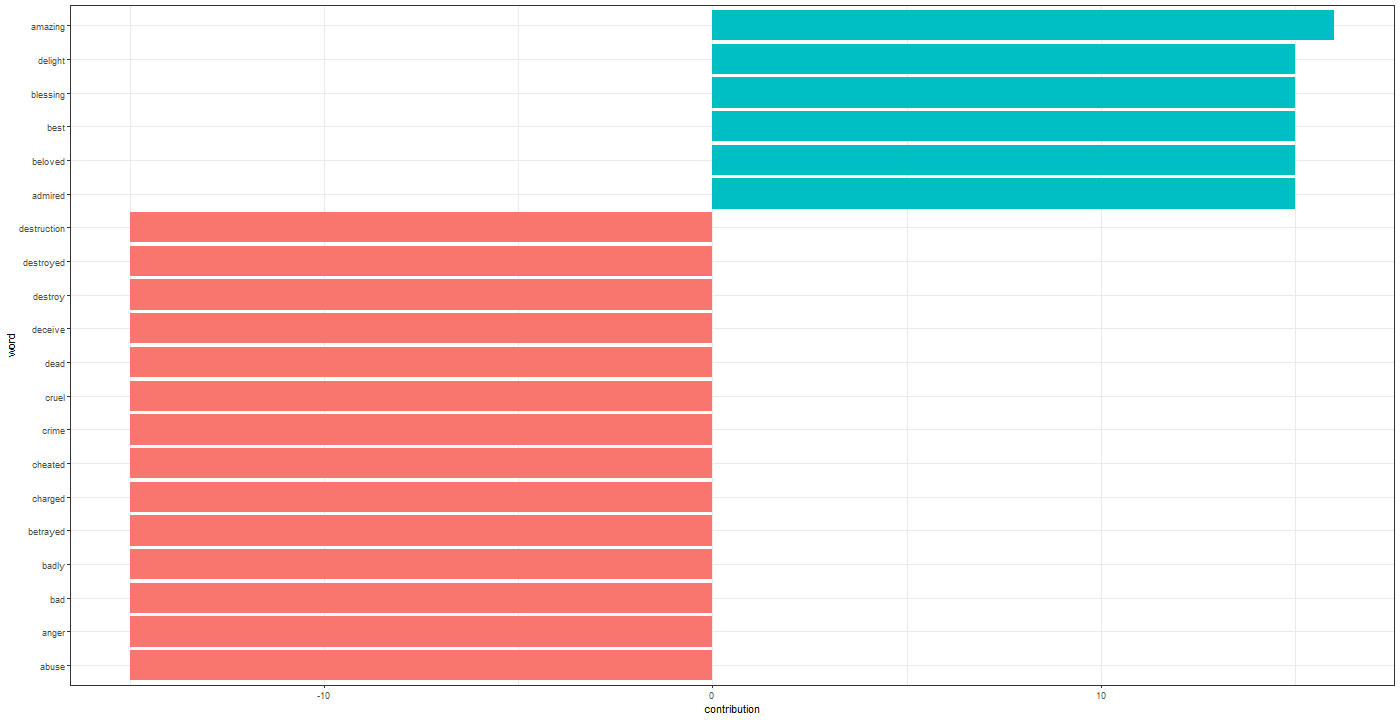 amazing
delight
blessing
best
beloved
admired
destruction
destroyed
destroy
deceive
dead
cruel
crime
cheated
charged
betrayed
badly
bad
anger
abuse
word
-10
0
10
contribution